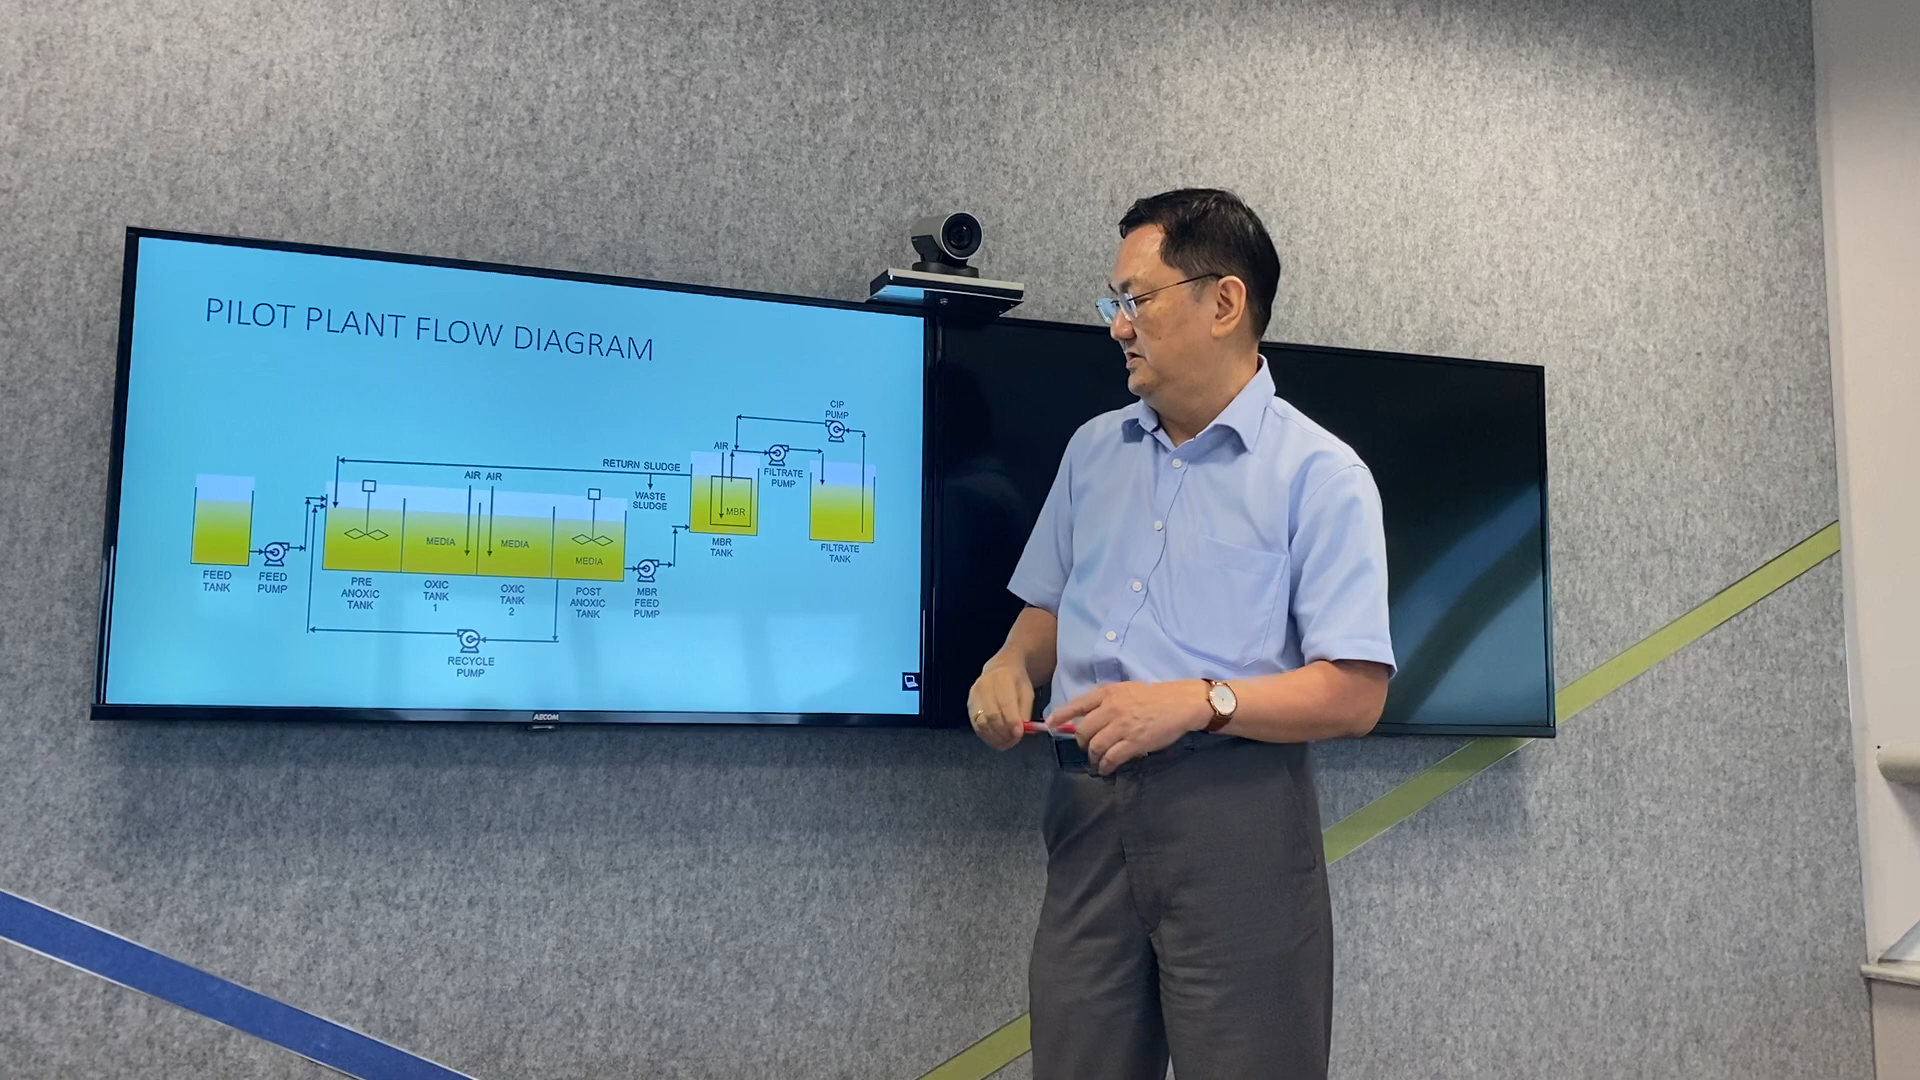 PILOT PLANT FLOW DIAGRAM
CIP
PUMP
AIR
FILTRATE
PUMP
RETURN SLUDGE
WASTE
SLUDGE
AIR AIR
MBR
MEDIA
MEDIA
MEDIA
MBR
TANK
FILTRATE
TANK
FEED
TANK
FEED
PUMP
PRE
ANOXIC
TANK
OXIC
TANK
1
OXIC
TANK
2
POST
ANOXIC
TANK
MBR
FEED
PUMP
RECYCLE
PUMP
AECOM